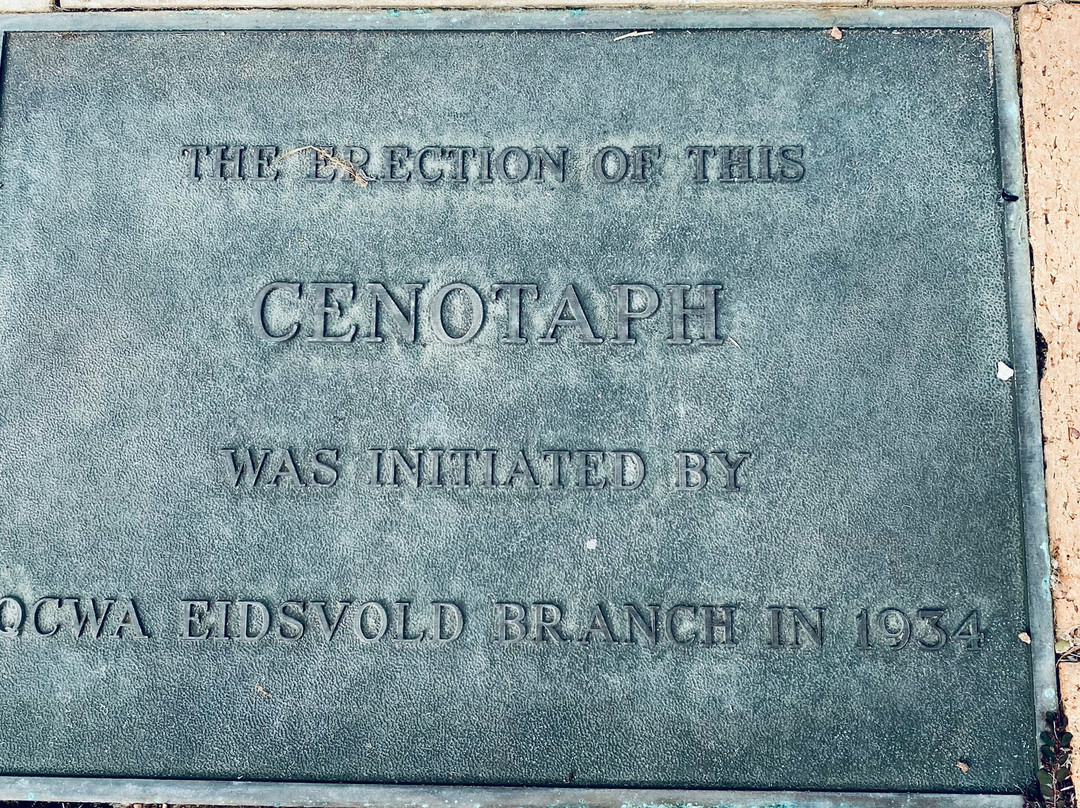 THE ERECTION OF THIS
CENOTAPH
WAS INITIATED BY
QCWA EIDSVOLD BRANCH IN 1934